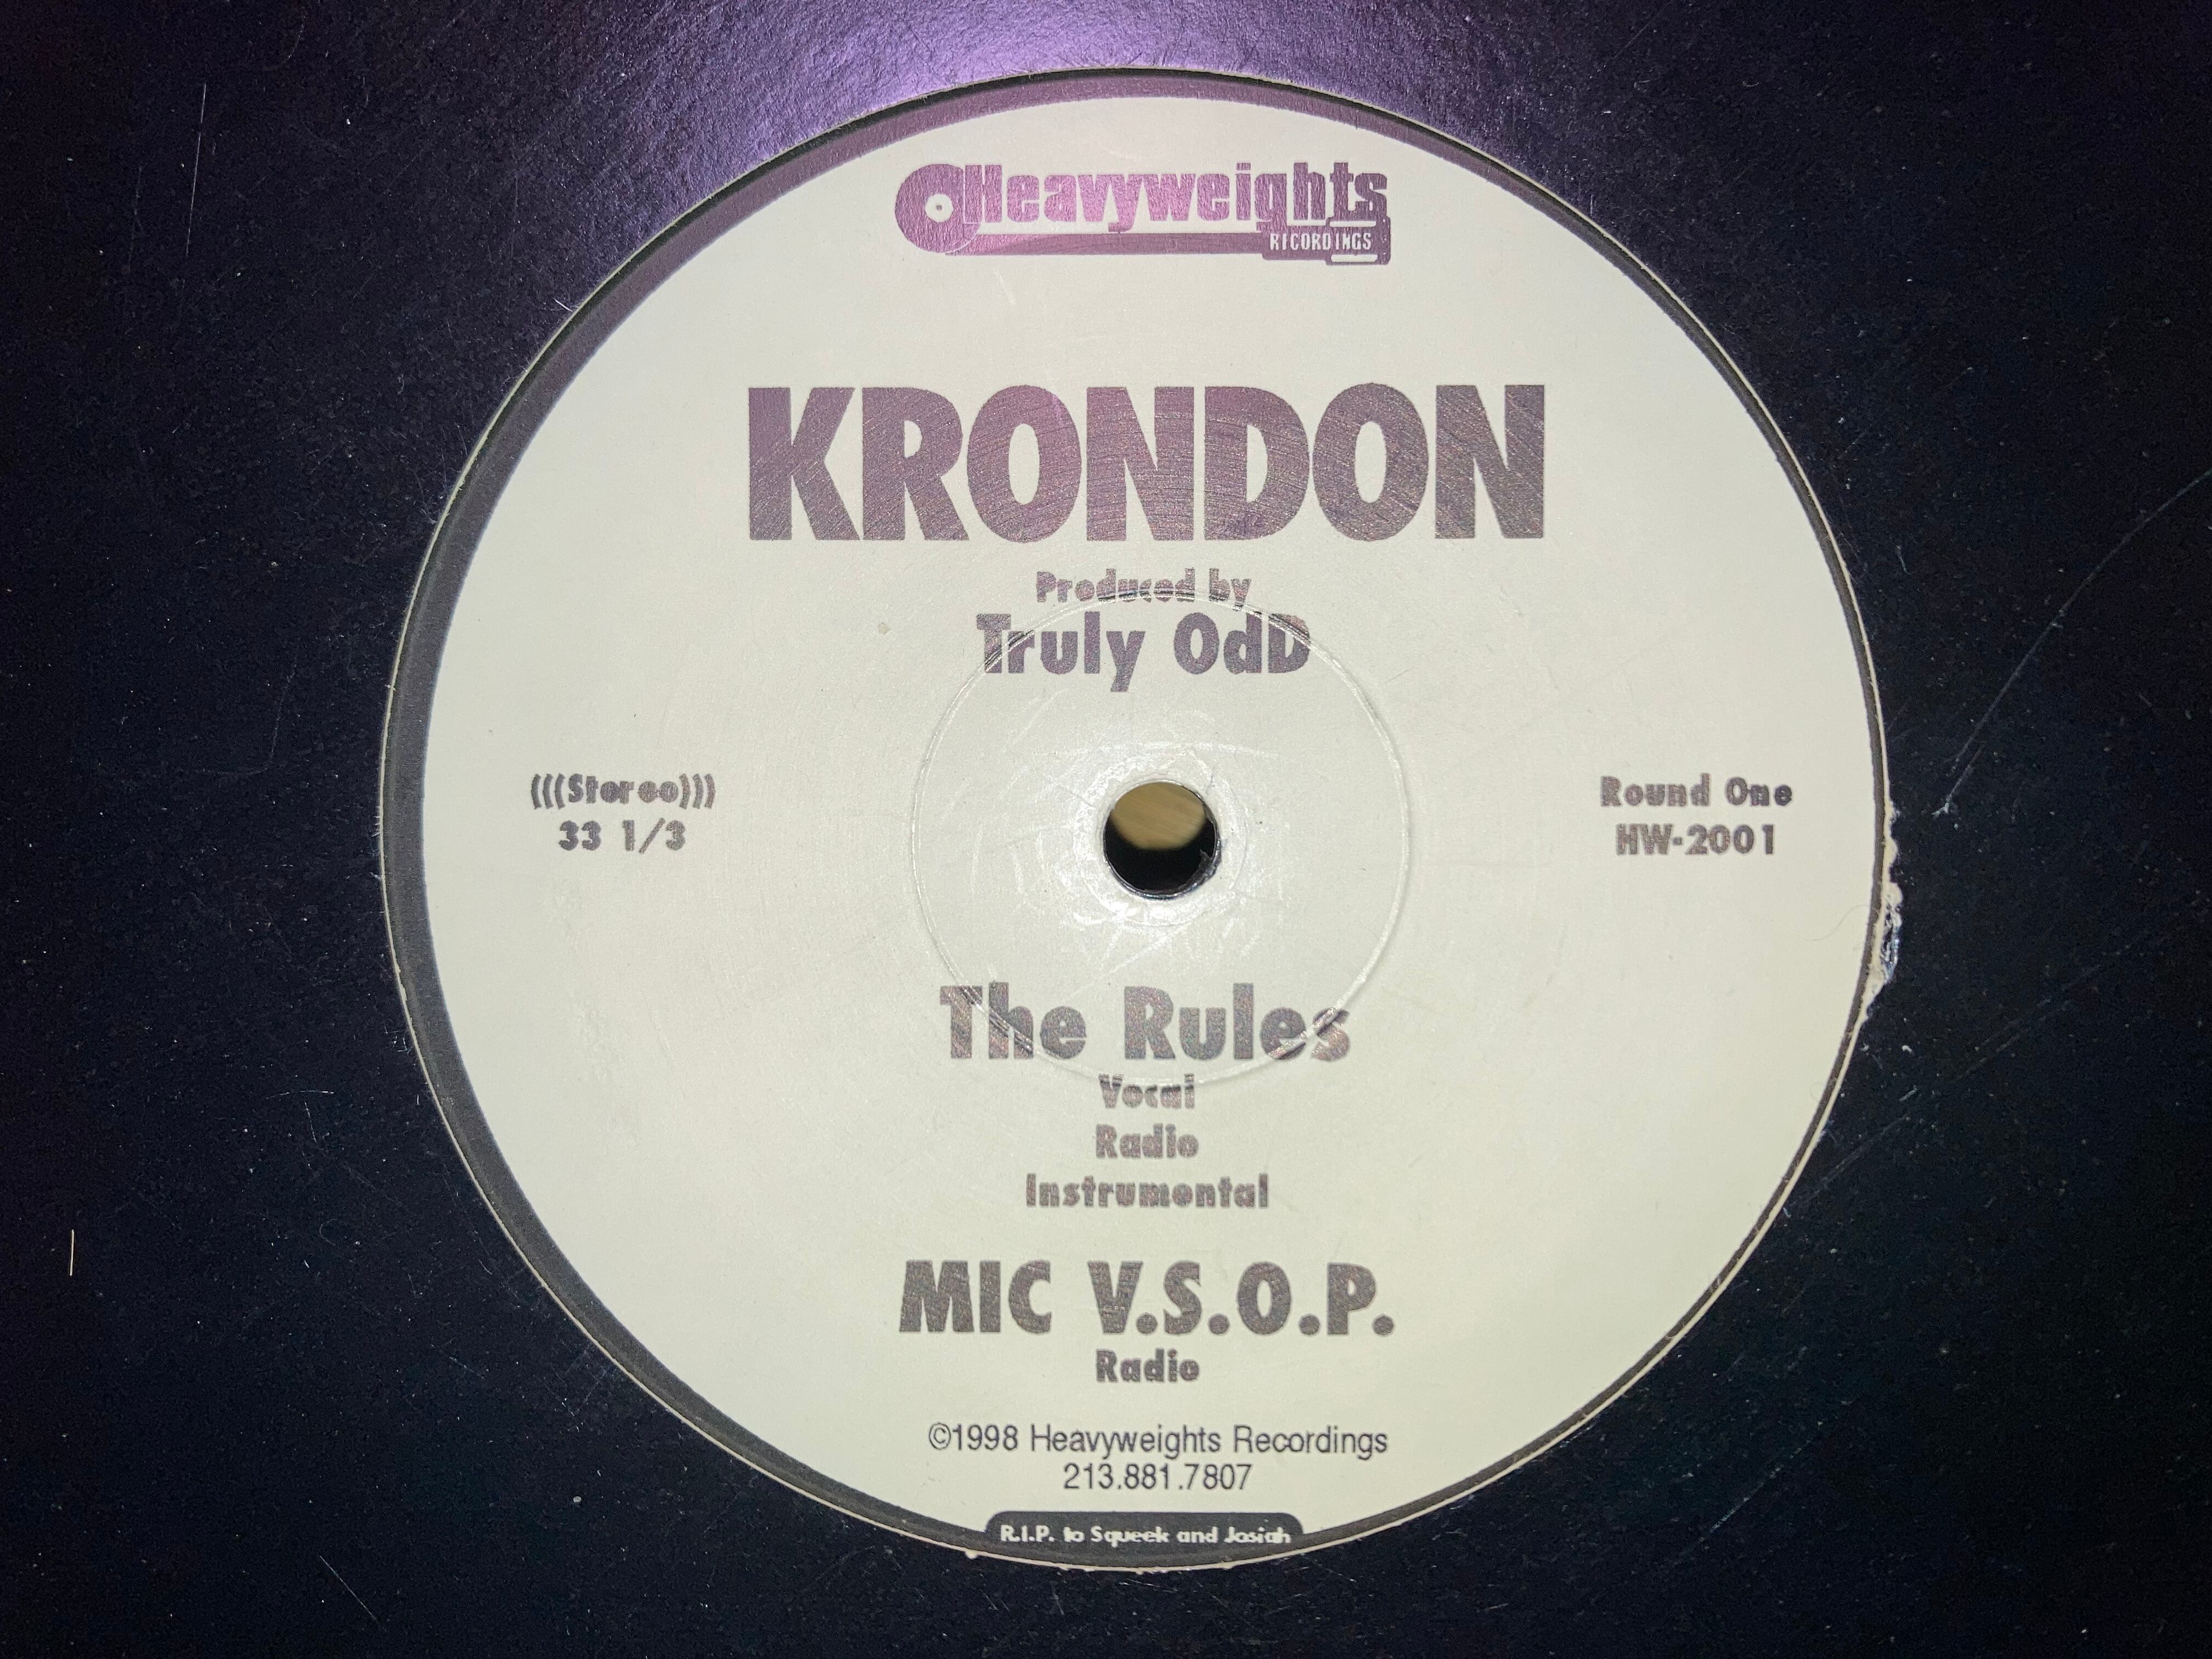 Heavyweights
RECORDINGS
KRONDON
Produced by
Truly OdD
(((Stereo)))
33 1/3
Round One
HW-2001
The Rules
Vocal
Radio
Instrumental
MIC V.S.O.P.
Radio
©1998 Heavyweights Recordings
213.881.7807
R.I.P. to Squeek and Josiah